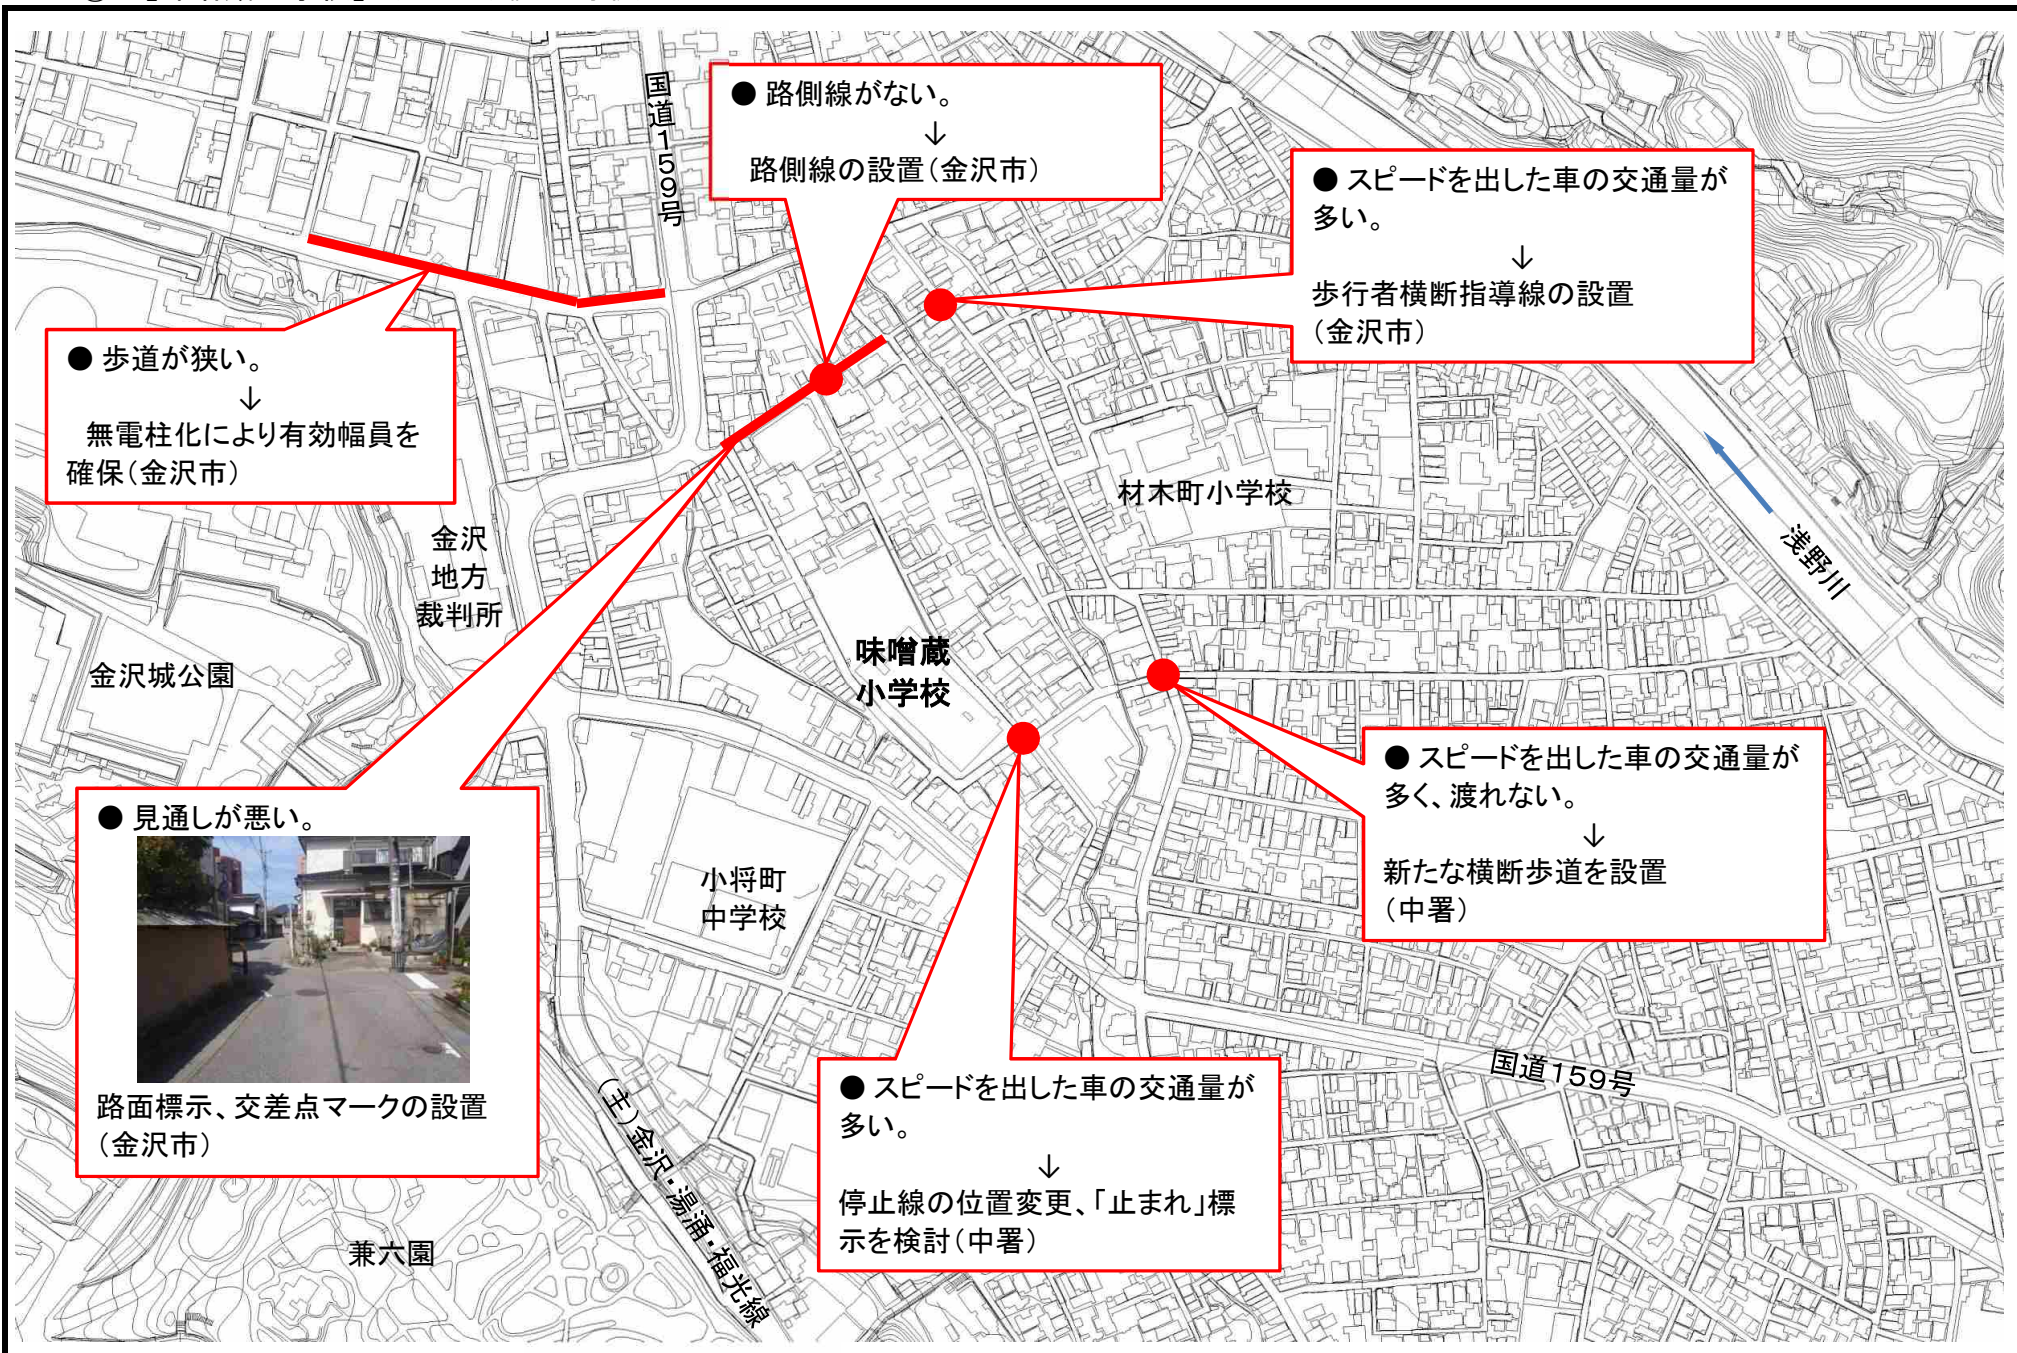 国道159号
● 路側線がない。
↓
路側線の設置(金沢市)
● スピードを出した車の交通量が
多い。
↓
歩行者横断指導線の設置
(金沢市)
● 歩道が狭い。
↓
無電柱化により有効幅員を
確保(金沢市)
材木町小学校
浅野川
金沢
地方
裁判所
金沢城公園
味噌蔵
小学校
● スピードを出した車の交通量が
多く、渡れない。
↓
新たな横断歩道を設置
(中署)
● 見通しが悪い。
路面標示、交差点マークの設置
(金沢市)
小将町
中学校
国道159号
● スピードを出した車の交通量が
多い。
↓
停止線の位置変更、「止まれ」標
示を検討(中署)
(主)金沢・湯涌・福光線
兼六園